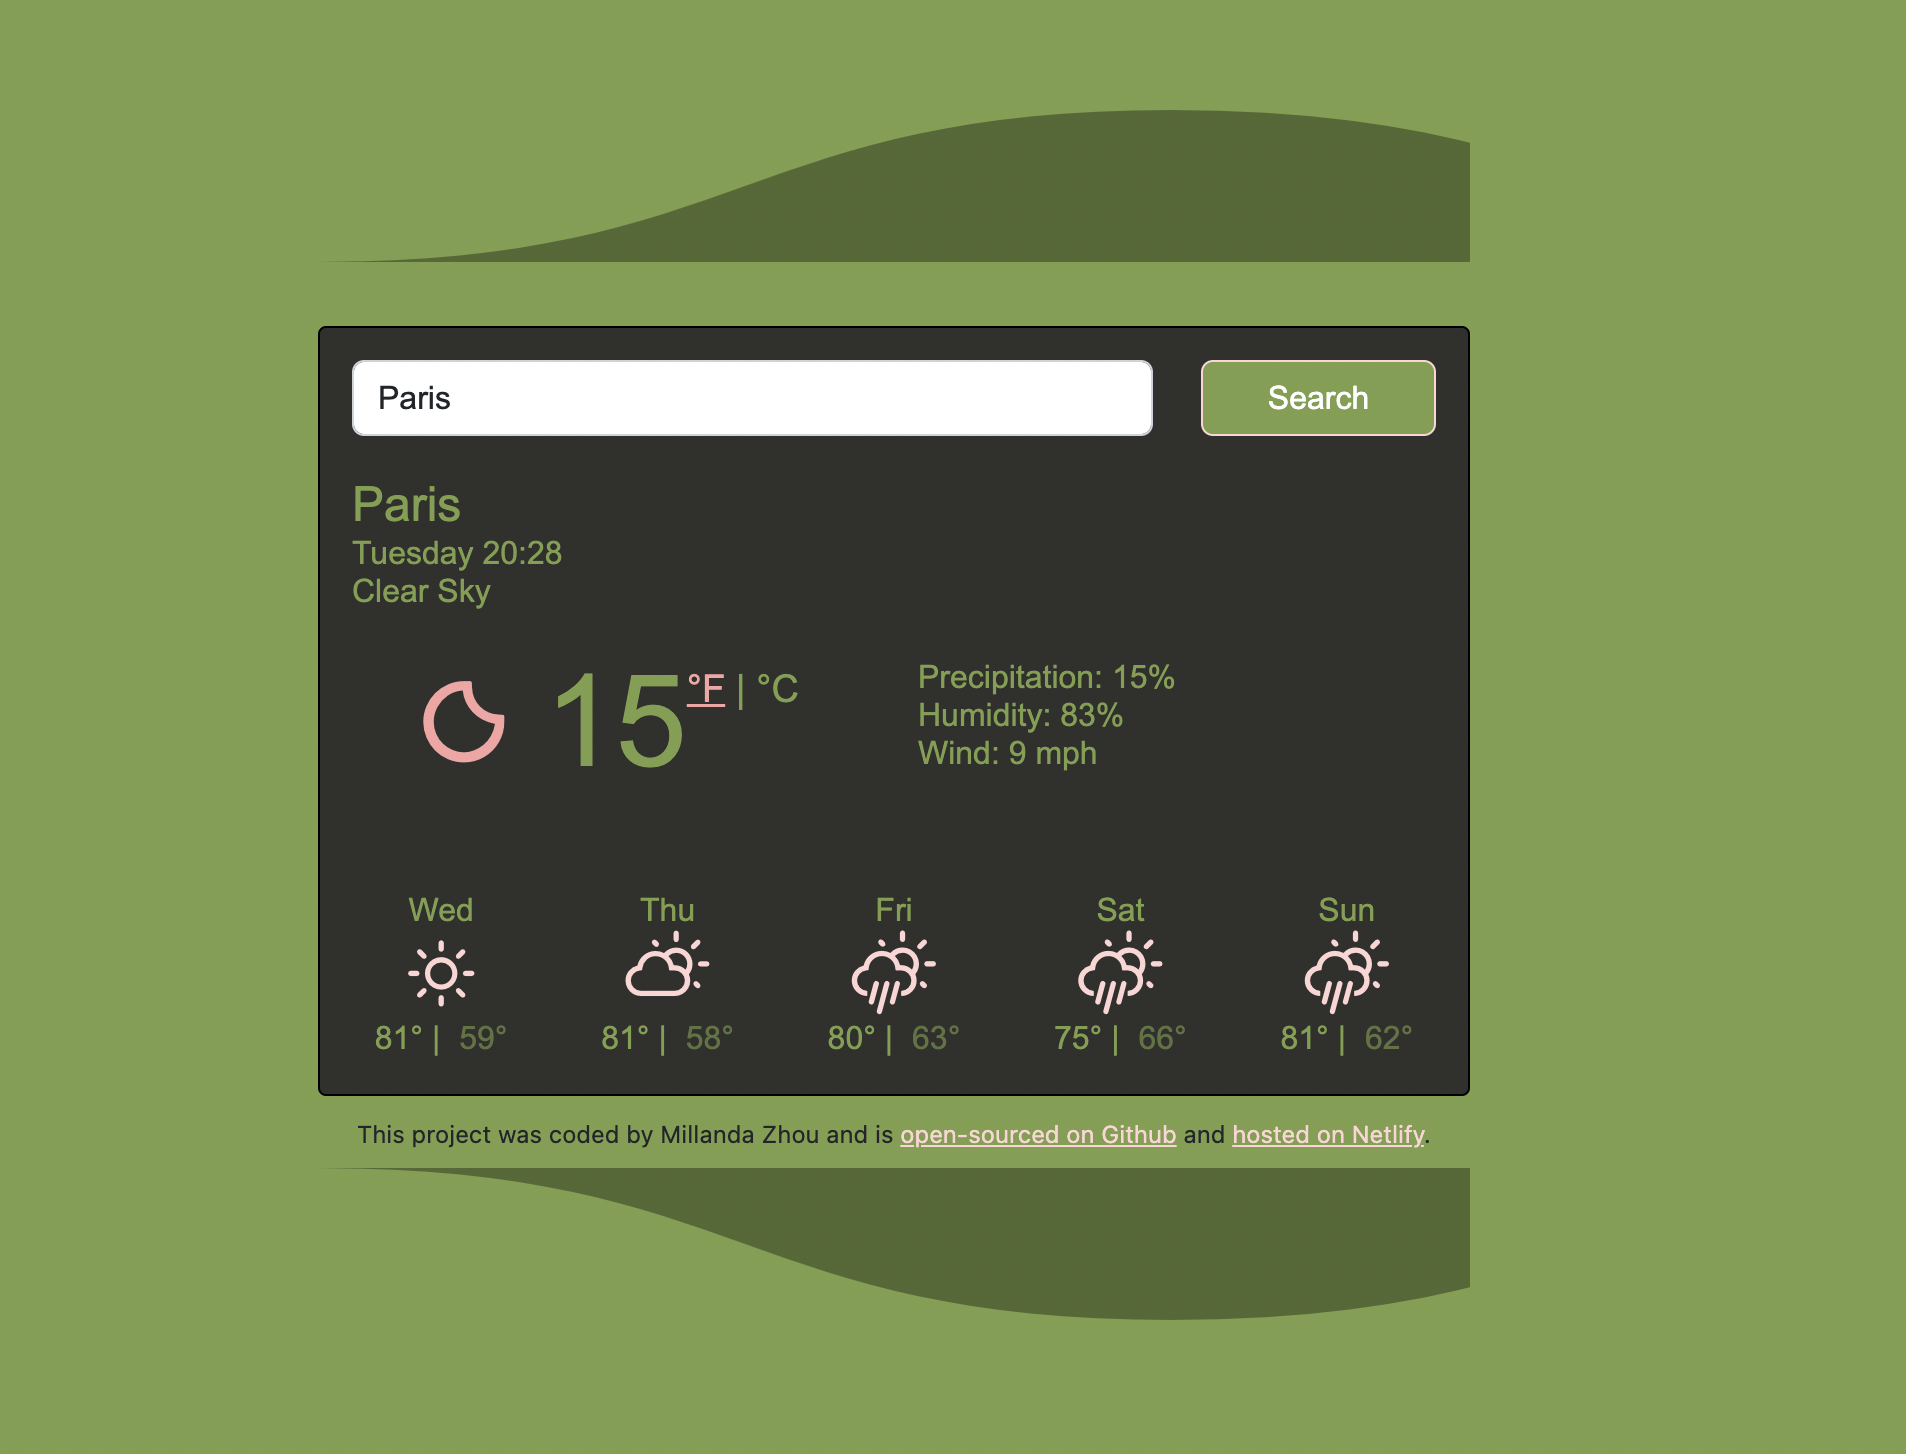 Paris
Search
Paris
Tuesday 20:28
Clear Sky
15 °F | °C
Precipitation: 15%
Humidity: 83%
Wind: 9 mph
Wed Thu Fri Sat Sun
81° | 59° 81° | 58° 80° | 63° 75° | 66° 81° | 62°
This project was coded by Millanda Zhou and is open-sourced on Github and hosted on Netlify.